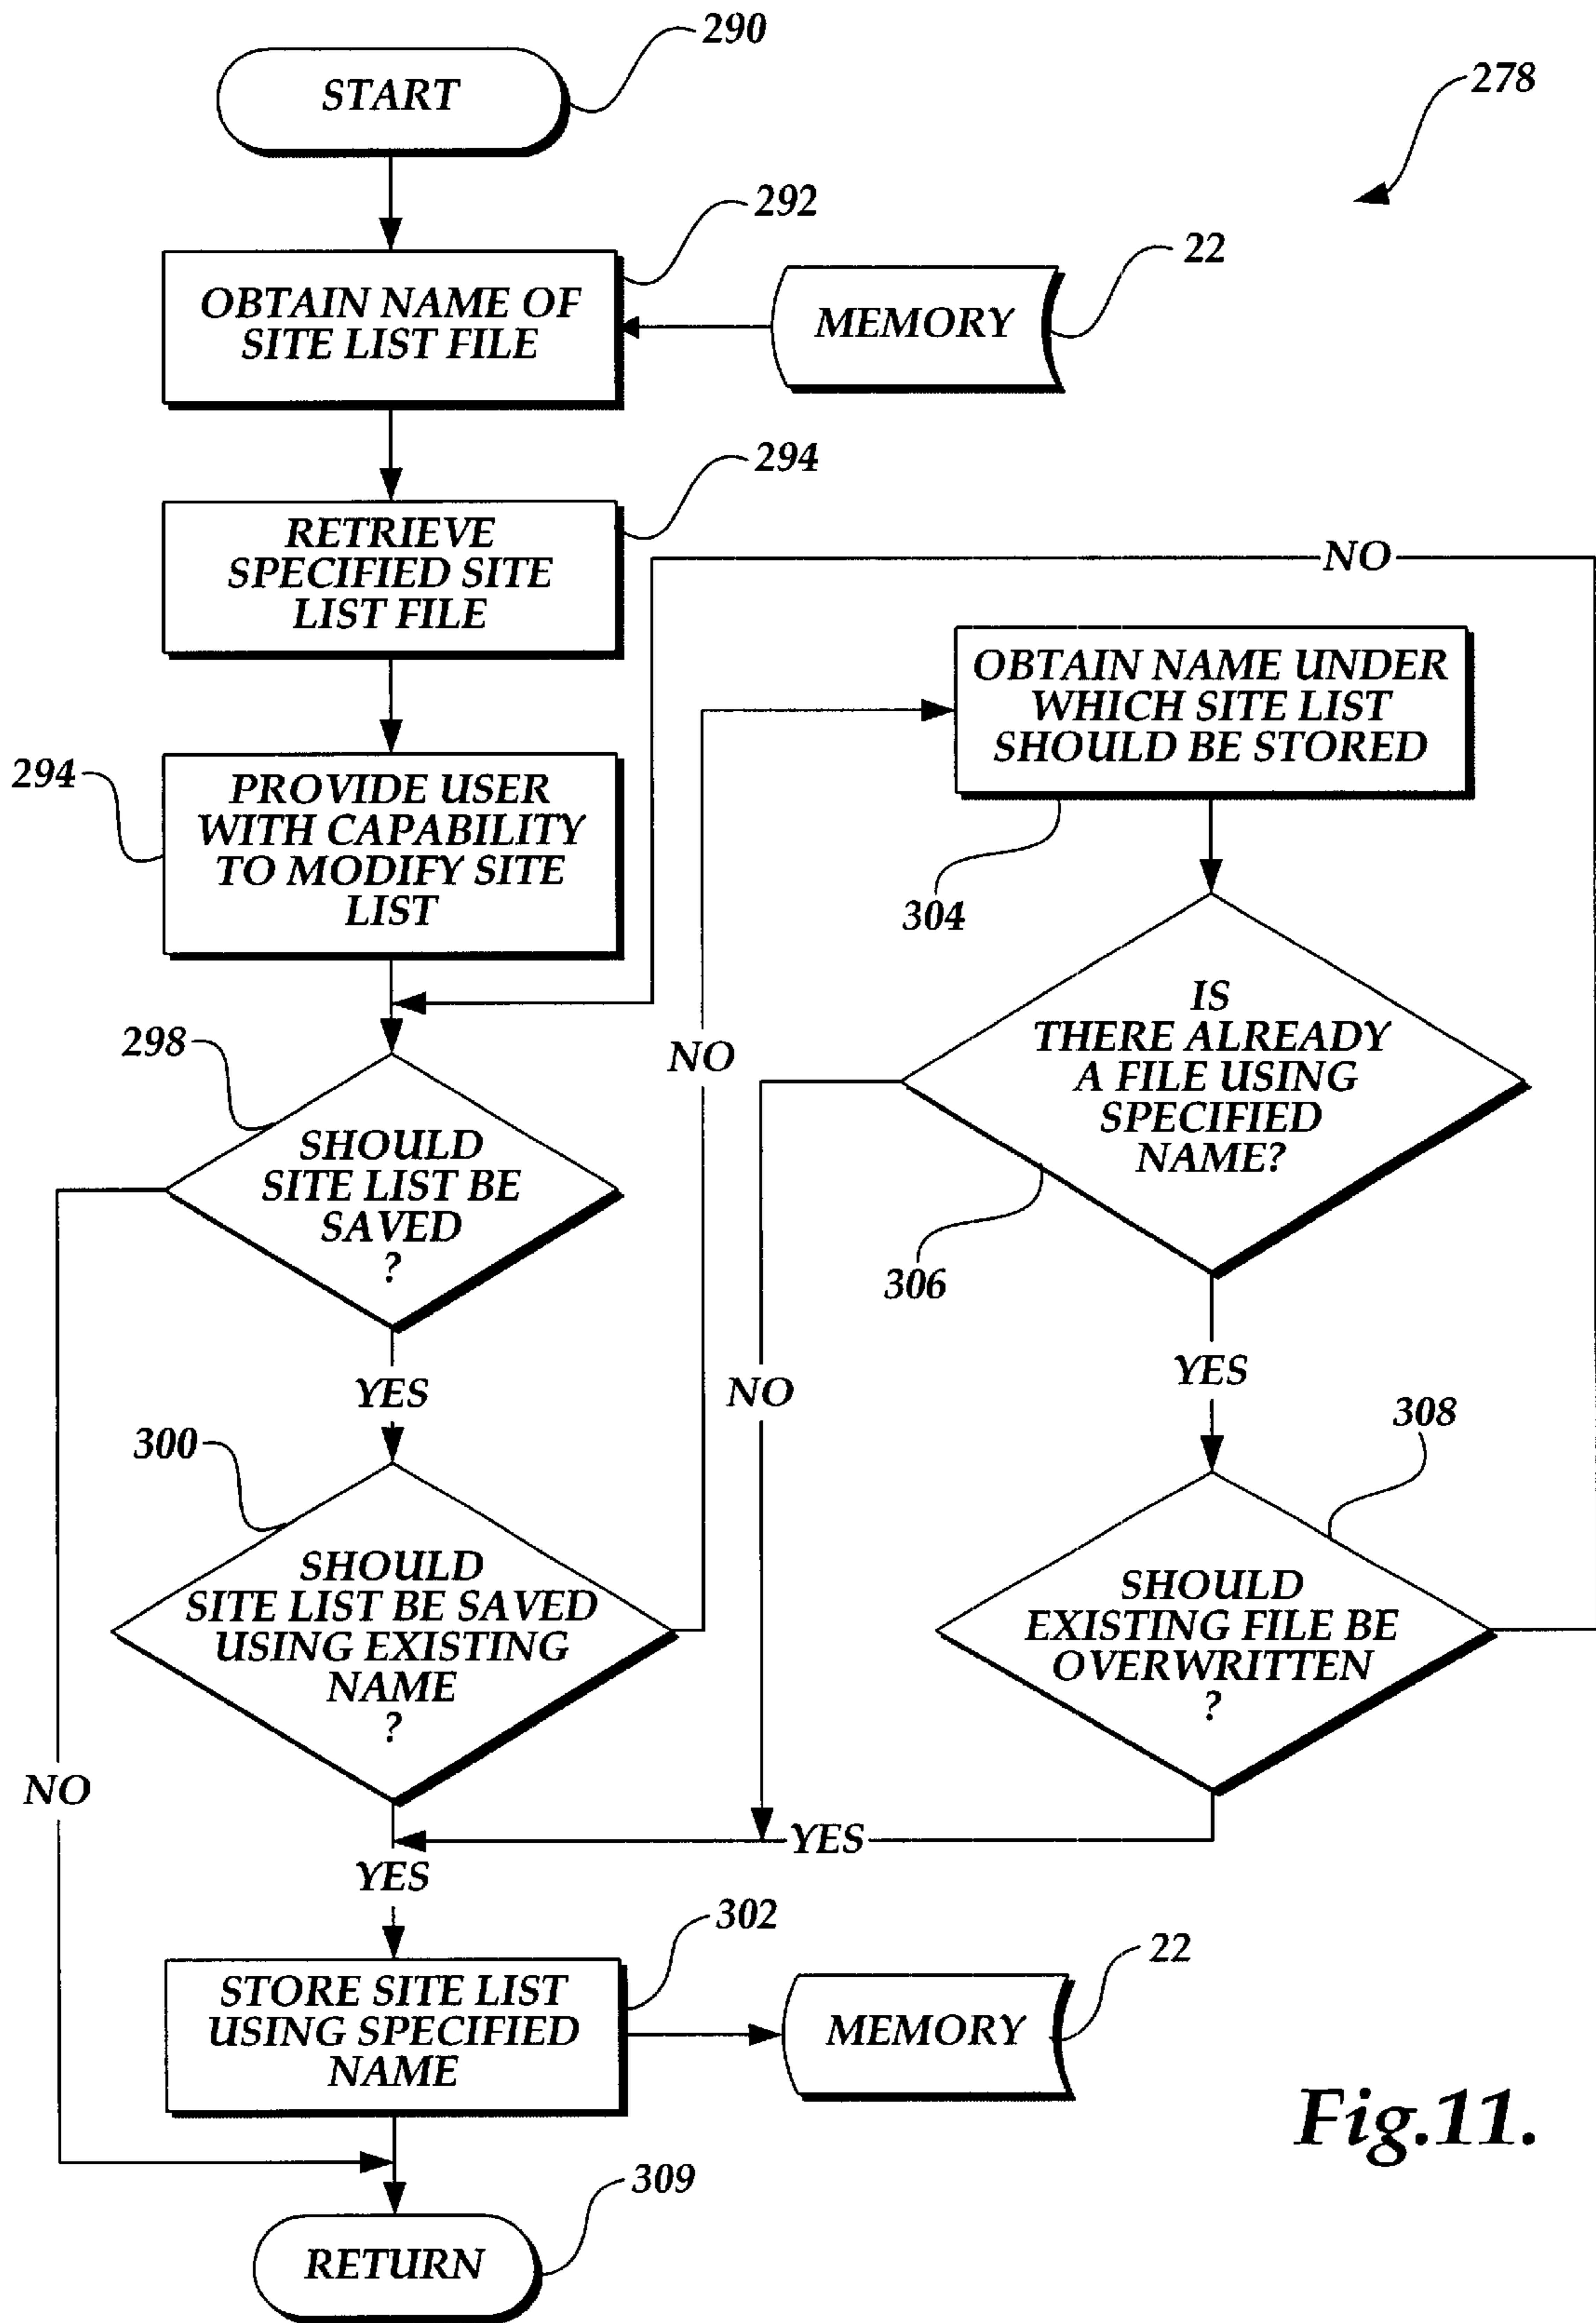 290
START
278
292
OBTAIN NAME OF
SITE LIST FILE
22
MEMORY
294
RETRIEVE
SPECIFIED SITE
LIST FILE
NO
OBTAIN NAME UNDER
WHICH SITE LIST
SHOULD BE STORED
304
294
PROVIDE USER
WITH CAPABILITY
TO MODIFY SITE
LIST
298
SHOULD
SITE LIST BE
SAVED
?
NO
IS
THERE ALREADY
A FILE USING
SPECIFIED
NAME?
306
YES
NO
YES
300
SHOULD
SITE LIST BE SAVED
USING EXISTING
NAME
?
308
SHOULD
EXISTING FILE BE
OVERWRITTEN
?
NO
YES
YES
302
STORE SITE LIST
USING SPECIFIED
NAME
22
MEMORY
309
RETURN
Fig.11.